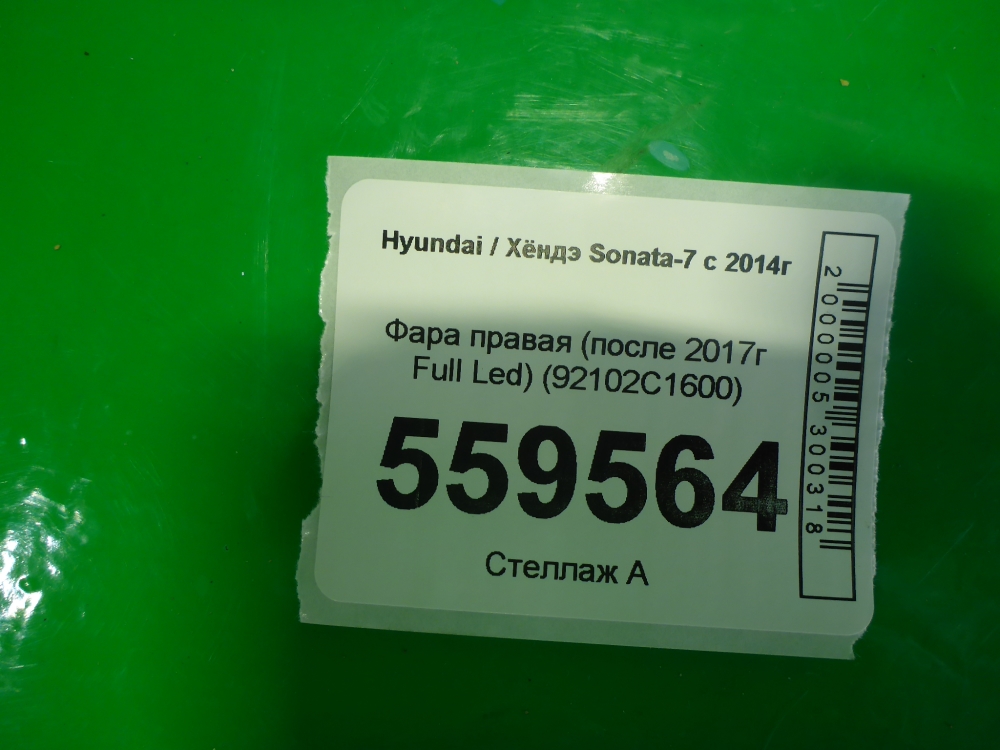 Hyundai / Хёндэ Sonata-7 с 2014г
Фара правая (после 2017г
Full Led) (92102C1600)
559564
Стеллаж А
2000005300318